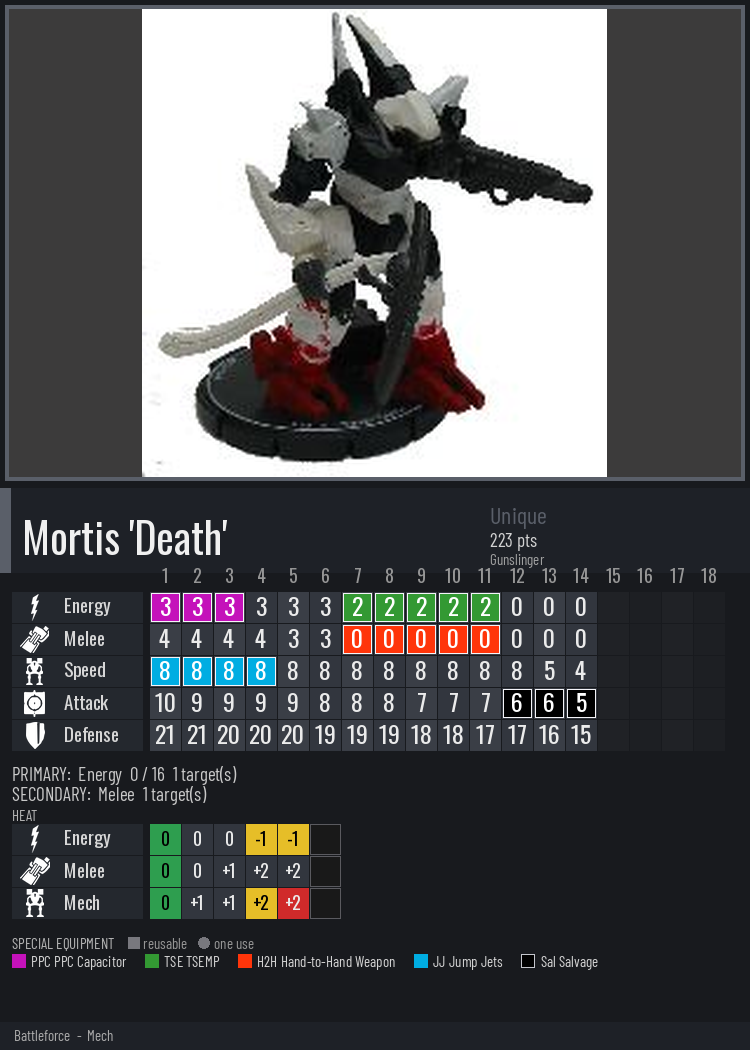 Mortis 'Death'
Unique
223 pts
Gunslinger
1 2 3 4 5 6 7 8 9 10 11 12 13 14 15 16 17 18
Energy 3 3 3 3 3 3 2 2 2 2 2 0 0 0
Melee 4 4 4 4 3 3 0 0 0 0 0 0 0 0
Speed 8 8 8 8 8 8 8 8 8 8 8 8 5 4
Attack 10 9 9 9 9 8 8 8 7 7 7 6 6 5
Defense 21 21 20 20 20 19 19 19 18 18 17 17 16 15
PRIMARY: Energy 0 / 16 1 target(s)
SECONDARY: Melee 1 target(s)
HEAT
Energy 0 0 0 -1 -1
Melee 0 0 +1 +2 +2
Mech 0 +1 +1 +2 +2
SPECIAL EQUIPMENT reusable one use
PPC PPC Capacitor TSE TSEMP H2H Hand-to-Hand Weapon JJ Jump Jets Sal Salvage
Battleforce - Mech